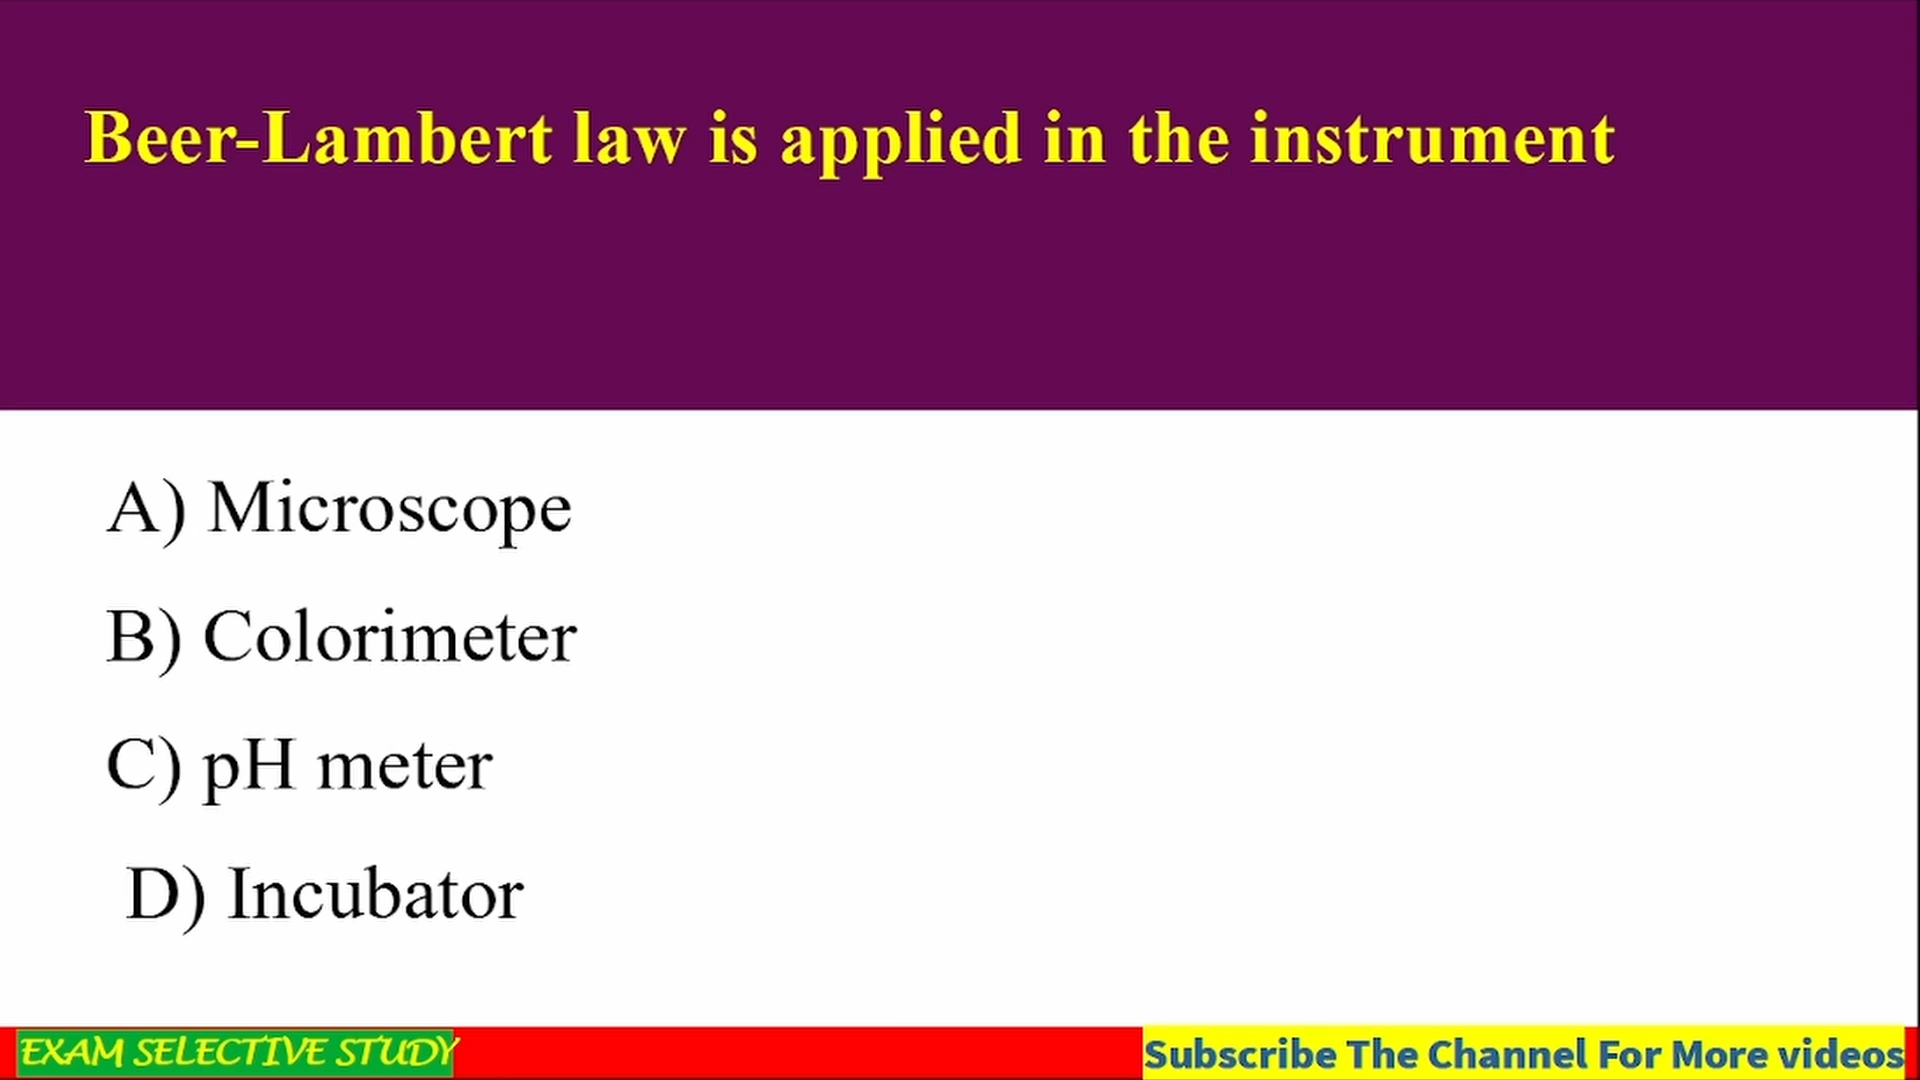 Beer-Lambert law is applied in the instrument
A) Microscope
B) Colorimeter
C) pH meter
D) Incubator
EXAM SELECTIVE STUDY
Subscribe The Channel For More videos